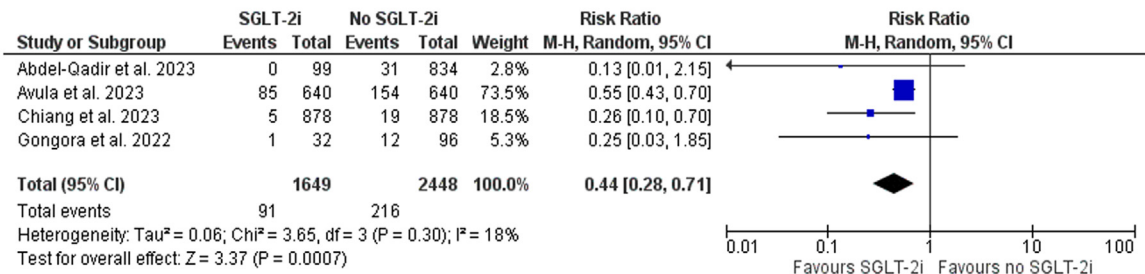 SGLT-2i No SGLT-2i Risk Ratio Risk Ratio
Study or Subgroup Events Total Events Total Weight M-H, Random, 95% CI M-H, Random, 95% CI
Abdel-Qadir et al. 2023 0 99 31 834 2.8% 0.13 [0.01, 2.15]
Avula et al. 2023 85 640 154 640 73.5% 0.55 [0.43, 0.70]
Chiang et al. 2023 5 878 19 878 18.5% 0.26 [0.10, 0.70]
Gongora et al. 2022 1 32 12 96 5.3% 0.25 [0.03, 1.85]
Total (95% CI) 1649 2448 100.0% 0.44 [0.28, 0.71]
Total events 91 216
Heterogeneity: Tau² = 0.06; Chi² = 3.65, df = 3 (P = 0.30); I² = 18%
Test for overall effect: Z = 3.37 (P = 0.0007)
0.01 0.1 1 10 100
Favours SGLT-2i Favours no SGLT-2i